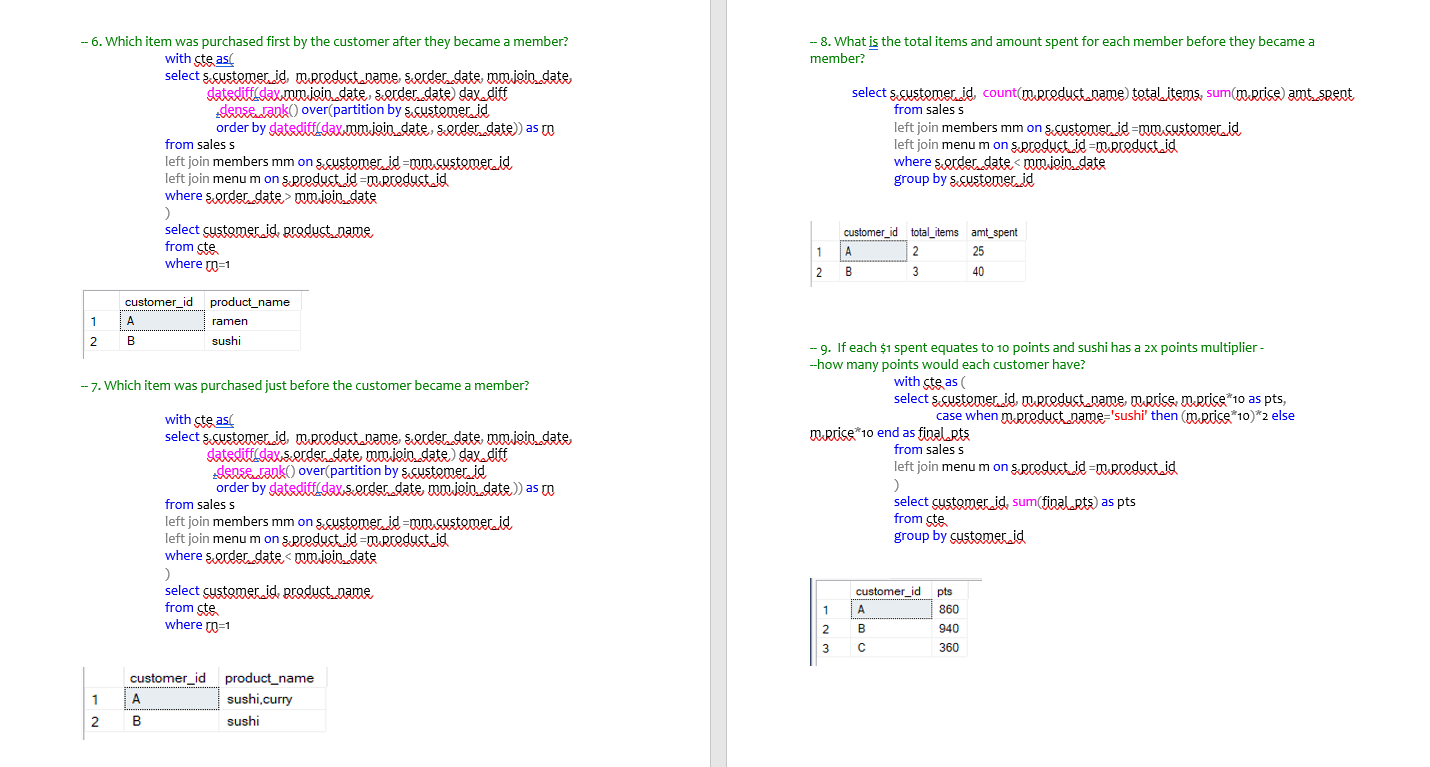 -- 6. Which item was purchased first by the customer after they became a member?
with cte as(
select s.customer_id, m.product_name, s.order_date, mm.join_date,
datediff(day,mm.join_date , s.order_date) day_diff
,dense_rank() over(partition by s.customer_id
order by datediff(day,mm.join_date , s.order_date)) as rn
from sales s
left join members mm on s.customer_id =mm.customer_id
left join menu m on s.product_id =m.product_id
where s.order_date > mm.join_date
)
select customer_id, product_name
from cte
where rn=1
customer_id product_name
1 A ramen
2 B sushi
-- 7. Which item was purchased just before the customer became a member?
with cte as(
select s.customer_id, m.product_name, s.order_date, mm.join_date,
datediff(day,s.order_date, mm.join_date ) day_diff
,dense_rank() over(partition by s.customer_id
order by datediff(day,s.order_date, mm.join_date )) as rn
from sales s
left join members mm on s.customer_id =mm.customer_id
left join menu m on s.product_id =m.product_id
where s.order_date < mm.join_date
)
select customer_id, product_name
from cte
where rn=1
customer_id product_name
1 A sushi,curry
2 B sushi
-- 8. What is the total items and amount spent for each member before they became a
member?
select s.customer_id, count(m.product_name) total_items, sum(m.price) amt_spent
from sales s
left join members mm on s.customer_id =mm.customer_id
left join menu m on s.product_id =m.product_id
where s.order_date < mm.join_date
group by s.customer_id
customer_id total_items amt_spent
1 A 2 25
2 B 3 40
-- 9. If each $1 spent equates to 10 points and sushi has a 2x points multiplier -
--how many points would each customer have?
with cte as (
select s.customer_id, m.product_name, m.price, m.price*10 as pts,
case when m.product_name='sushi' then (m.price*10)*2 else
m.price*10 end as final_pts
from sales s
left join menu m on s.product_id =m.product_id
)
select customer_id, sum(final_pts) as pts
from cte
group by customer_id
customer_id pts
1 A 860
2 B 940
3 C 360